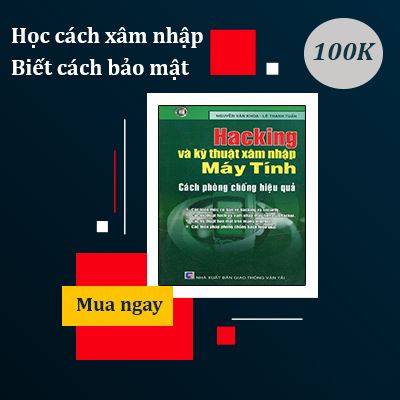 Học cách xâm nhập
Biết cách bảo mật
100K
NGUYỄN VĂN KHOA - LÊ THANH TUẤN
Hacking
và kỹ thuật xâm nhập
Máy Tính
Cách phòng chống hiệu quả
NHÀ XUẤT BẢN GIAO THÔNG VẬN TẢI
Mua ngay